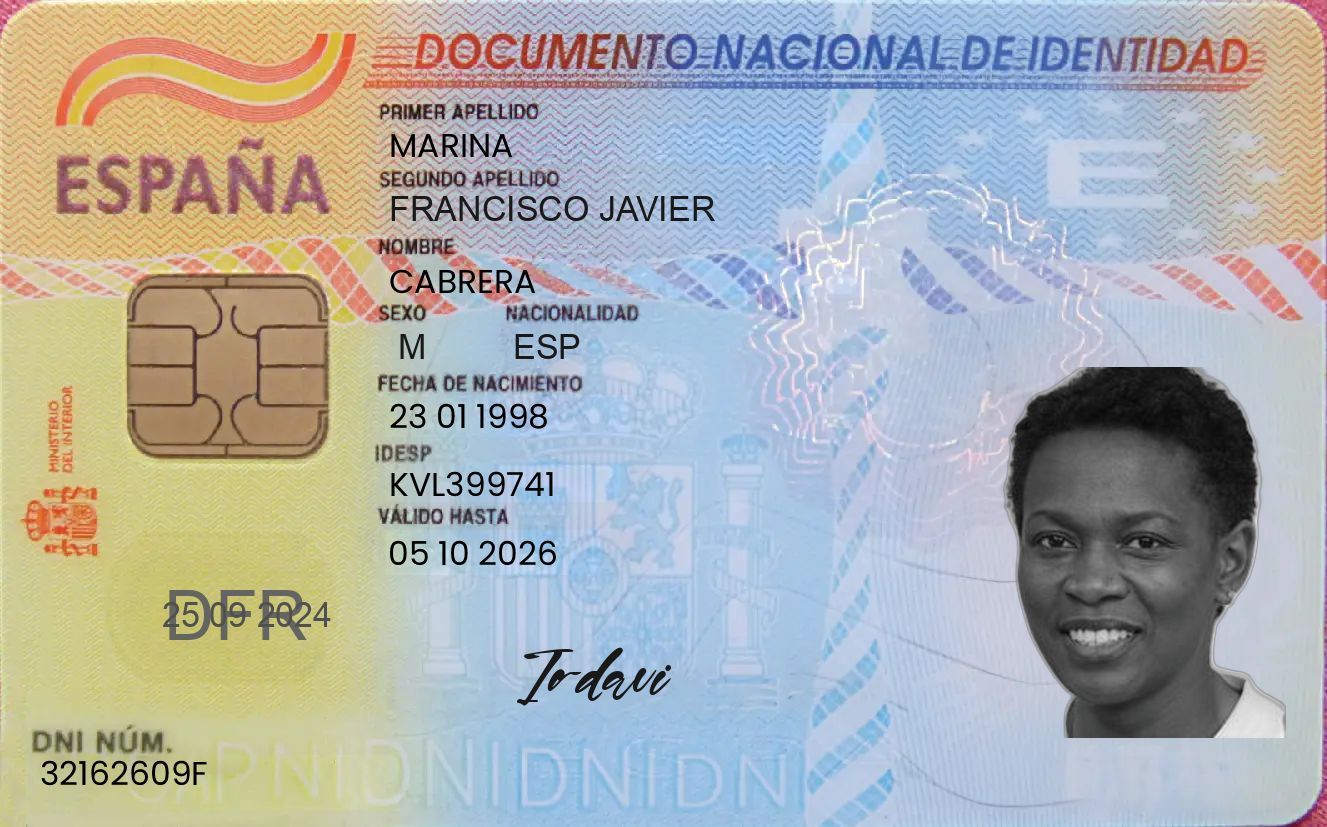 DOCUMENTO NACIONAL DE IDENTIDAD
ESPAÑA
PRIMER APELLIDO
MARINA
SEGUNDO APELLIDO
FRANCISCO JAVIER
NOMBRE
CABRERA
SEXO NACIONALIDAD
M ESP
FECHA DE NACIMIENTO
23 01 1998
IDESP
KVL399741
VÁLIDO HASTA
05 10 2026
MINISTERIO
DEL INTERIOR
E
DFR
25 09 2024
Irdavi
DNI NÚM.
32162609F
PNIDNIDNIDNI